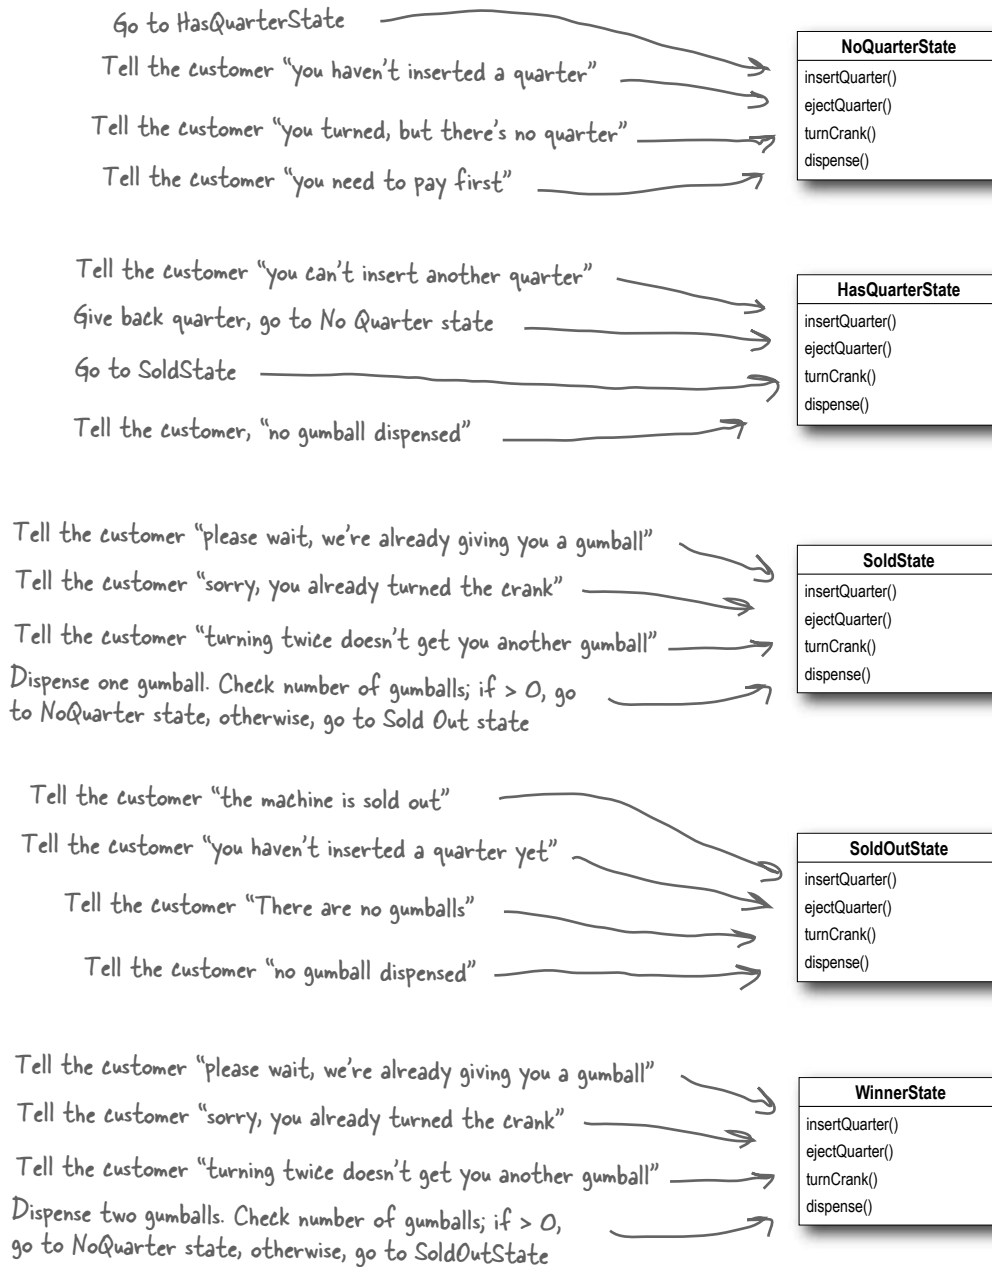 Go to HasQuarterState
Tell the customer “you haven't inserted a quarter”
Tell the customer “you turned, but there's no quarter”
Tell the customer “you need to pay first”
NoQuarterState
insertQuarter()
ejectQuarter()
turnCrank()
dispense()
Tell the customer “you can't insert another quarter”
Give back quarter, go to No Quarter state
Go to SoldState
Tell the customer, “no gumball dispensed”
HasQuarterState
insertQuarter()
ejectQuarter()
turnCrank()
dispense()
Tell the customer “please wait, we're already giving you a gumball”
Tell the customer “sorry, you already turned the crank”
Tell the customer “turning twice doesn't get you another gumball”
Dispense one gumball. Check number of gumballs; if > 0, go
to NoQuarter state, otherwise, go to Sold Out state
SoldState
insertQuarter()
ejectQuarter()
turnCrank()
dispense()
Tell the customer “the machine is sold out”
Tell the customer “you haven't inserted a quarter yet”
Tell the customer “There are no gumballs”
Tell the customer “no gumball dispensed”
SoldOutState
insertQuarter()
ejectQuarter()
turnCrank()
dispense()
Tell the customer “please wait, we're already giving you a gumball”
Tell the customer “sorry, you already turned the crank”
Tell the customer “turning twice doesn't get you another gumball”
Dispense two gumballs. Check number of gumballs; if > 0,
go to NoQuarter state, otherwise, go to SoldOutState
WinnerState
insertQuarter()
ejectQuarter()
turnCrank()
dispense()